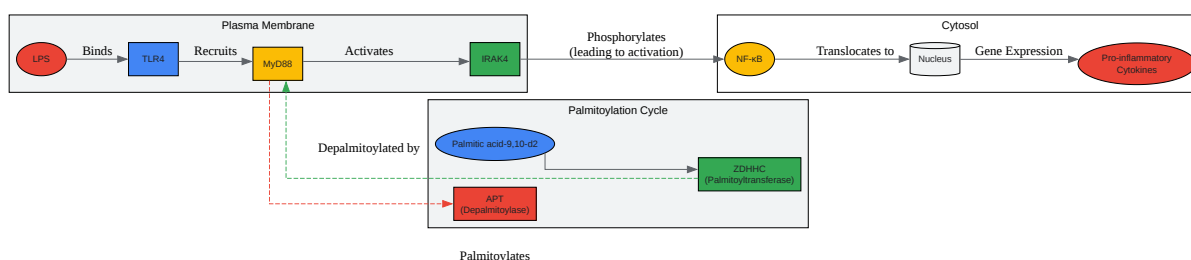 Plasma Membrane
Cytosol
LPS
Binds
TLR4
Recruits
MyD88
Activates
IRAK4
Phosphorylates
(leading to activation)
NF-κB
Translocates to
Nucleus
Gene Expression
Pro-inflammatory
Cytokines
Palmitoylation Cycle
Depalmitoylated by
Palmitic acid-9,10-d2
ZDHHC
(Palmitoyltransferase)
APT
(Depalmitoylase)
Palmitoylates